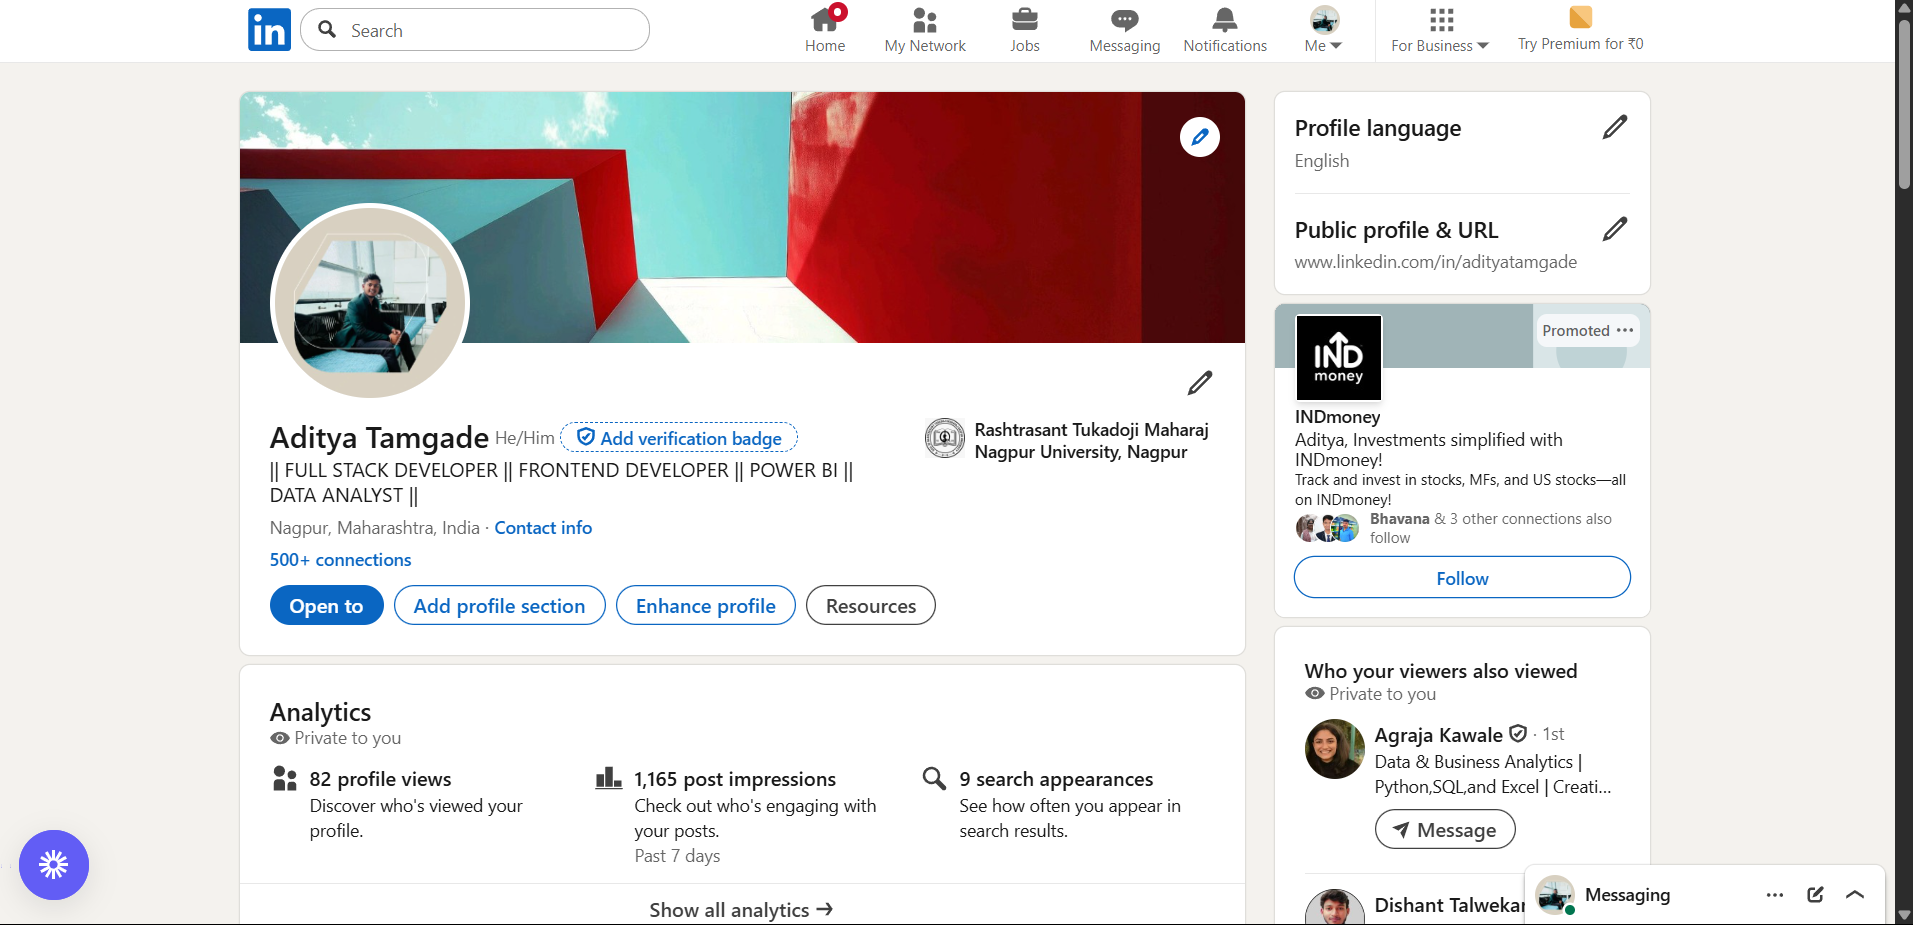 in
Search
Home
My Network
Jobs
Messaging
Notifications
Me
For Business
Try Premium for ₹0
Aditya Tamgade He/Him Add verification badge
|| FULL STACK DEVELOPER || FRONTEND DEVELOPER || POWER BI ||
DATA ANALYST ||
Nagpur, Maharashtra, India · Contact info
500+ connections
Rashtrasant Tukadoji Maharaj
Nagpur University, Nagpur
Open to
Add profile section
Enhance profile
Resources
Analytics
Private to you
82 profile views
Discover who's viewed your
profile.
1,165 post impressions
Check out who's engaging with
your posts.
Past 7 days
9 search appearances
See how often you appear in
search results.
Show all analytics →
Profile language
English
Public profile & URL
www.linkedin.com/in/adityatamgade
Promoted ···
IND
money
INDmoney
Aditya, Investments simplified with
INDmoney!
Track and invest in stocks, MFs, and US stocks—all
on INDmoney!
Bhavana & 3 other connections also
follow
Follow
Who your viewers also viewed
Private to you
Agraja Kawale · 1st
Data & Business Analytics |
Python,SQL,and Excel | Creati...
Message
Dishant Talwekar
Messaging